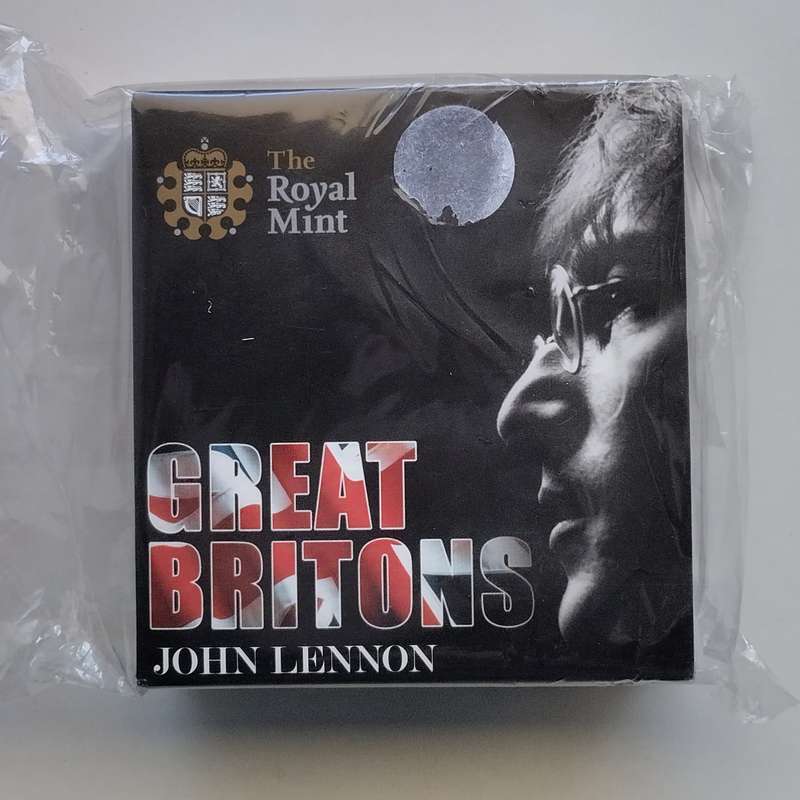 The
Royal
Mint
GREAT
BRITONS
JOHN LENNON